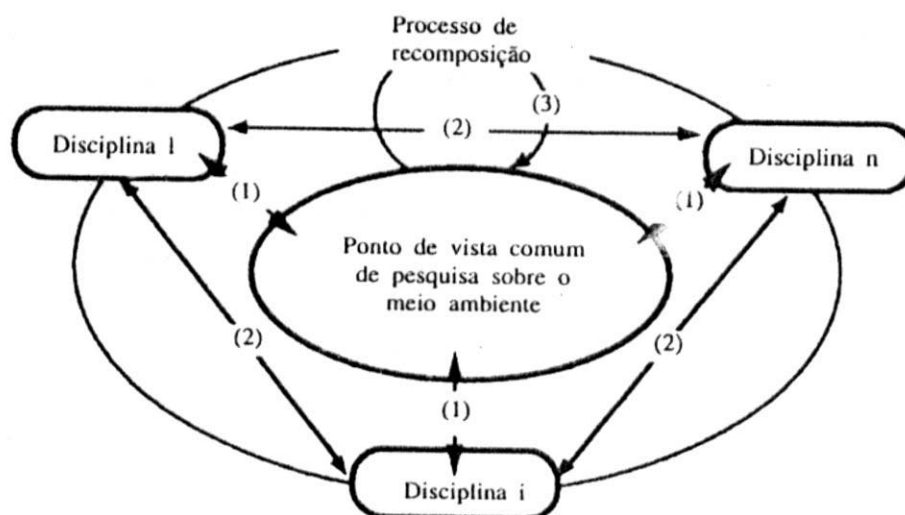 Processo de
recomposição
(3)
(2)
Disciplina l
Disciplina n
(1)
(1)
Ponto de vista comum
de pesquisa sobre o
meio ambiente
(2)
(2)
(1)
Disciplina i